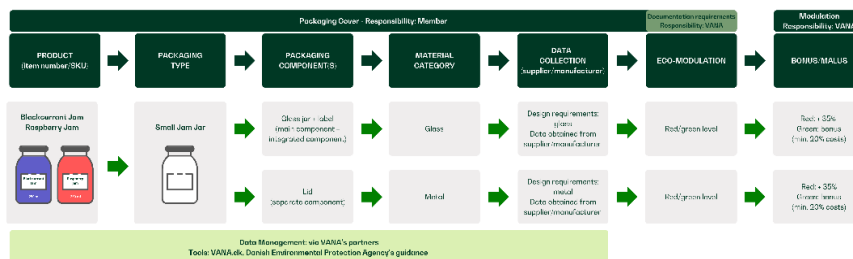 Packaging Cover - Responsibility: Member
Documentation requirements
Responsibility: VANA
Modulation
Responsibility: VANA
PRODUCT
(item number/SKU)
PACKAGING
TYPE
PACKAGING
COMPONENT(S)
MATERIAL
CATEGORY
DATA
COLLECTION
(supplier/manufacturer)
ECO-MODULATION
BONUS/MALUS
Blackcurrant Jam
Raspberry Jam
Small Jam Jar
Glass jar + label
(main component +
integrated component)
Glass
Design requirements:
glass
Data obtained from
supplier/manufacturer
Red/green level
Red: + 35%
Green: bonus
(min. 20% costs)
Lid
(separate component)
Metal
Design requirements:
metal
Data obtained from
supplier/manufacturer
Red/green level
Red: + 35%
Green: bonus
(min. 20% costs)
Data Management: via VANA's partners
Tools: VANA.dk, Danish Environmental Protection Agency's guidance